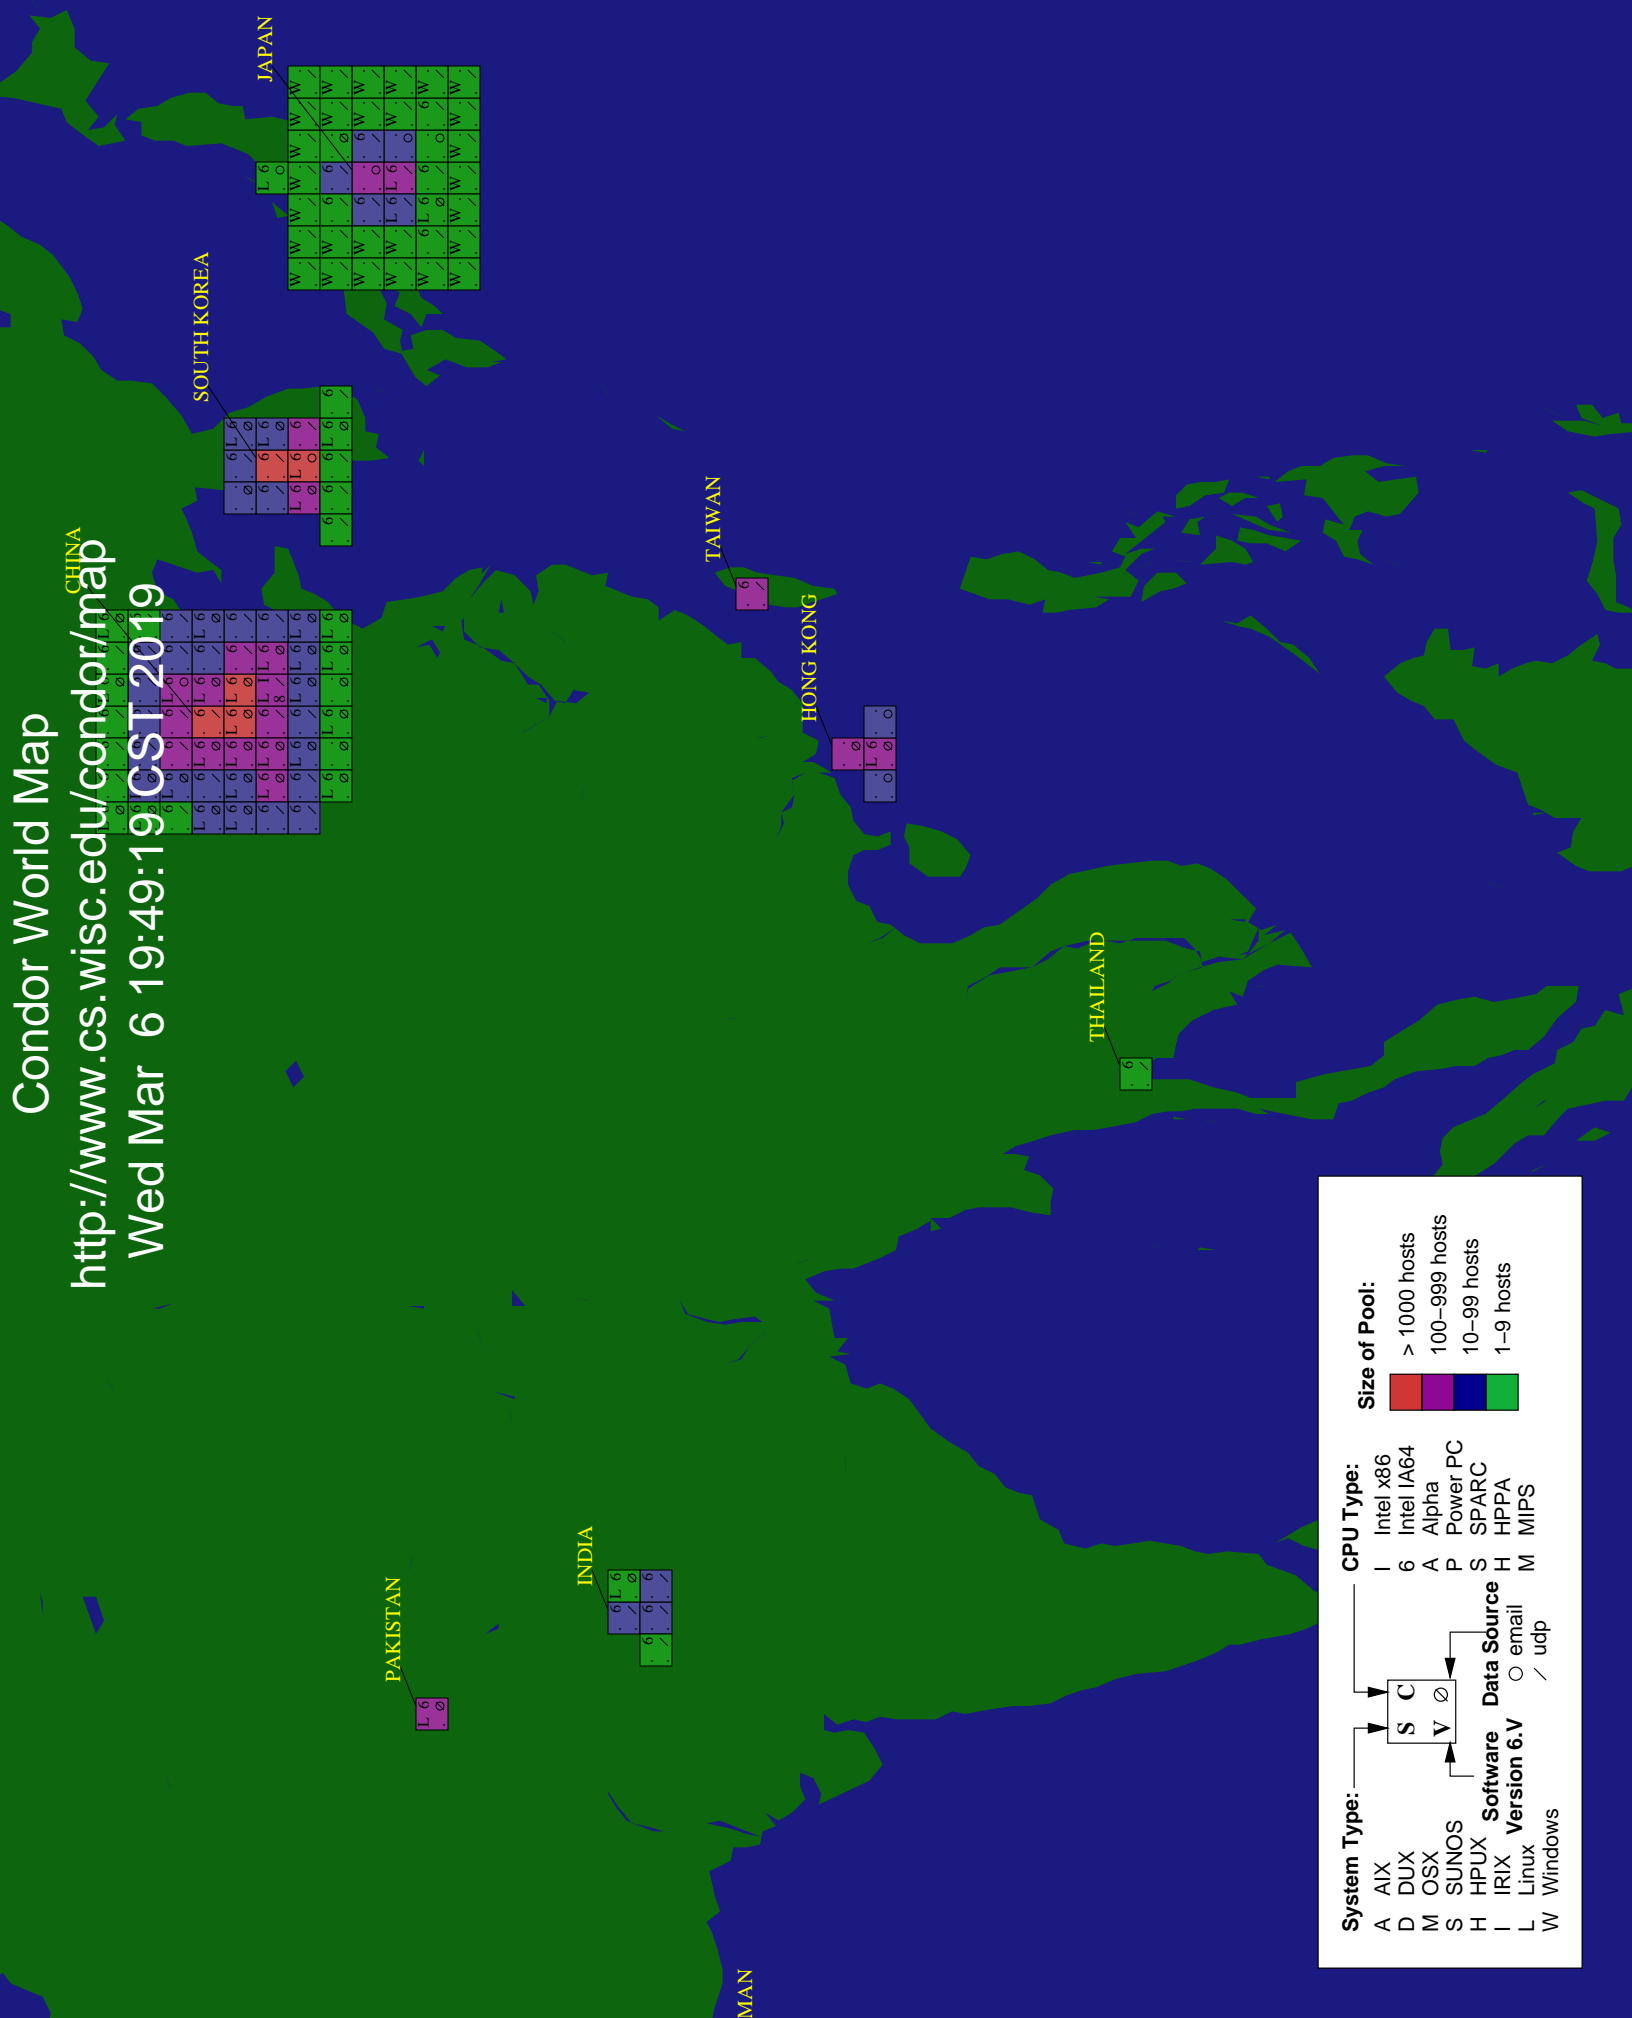 Condor World Map
http://www.cs.wisc.edu/condor/map
Wed Mar 6 19:49:19 CST 2019
CHINA
SOUTH KOREA
JAPAN
PAKISTAN
INDIA
TAIWAN
HONG KONG
THAILAND
MAN
System Type:
A AIX
D DUX
M OSX
S SUNOS
H HPUX
I IRIX
L Linux
W Windows
S C
V Ø
Software
Version 6.V
Data Source
○ email
/ udp
CPU Type:
I Intel x86
6 Intel IA64
A Alpha
P Power PC
S SPARC
H HPPA
M MIPS
Size of Pool:
> 1000 hosts
100–999 hosts
10–99 hosts
1–9 hosts